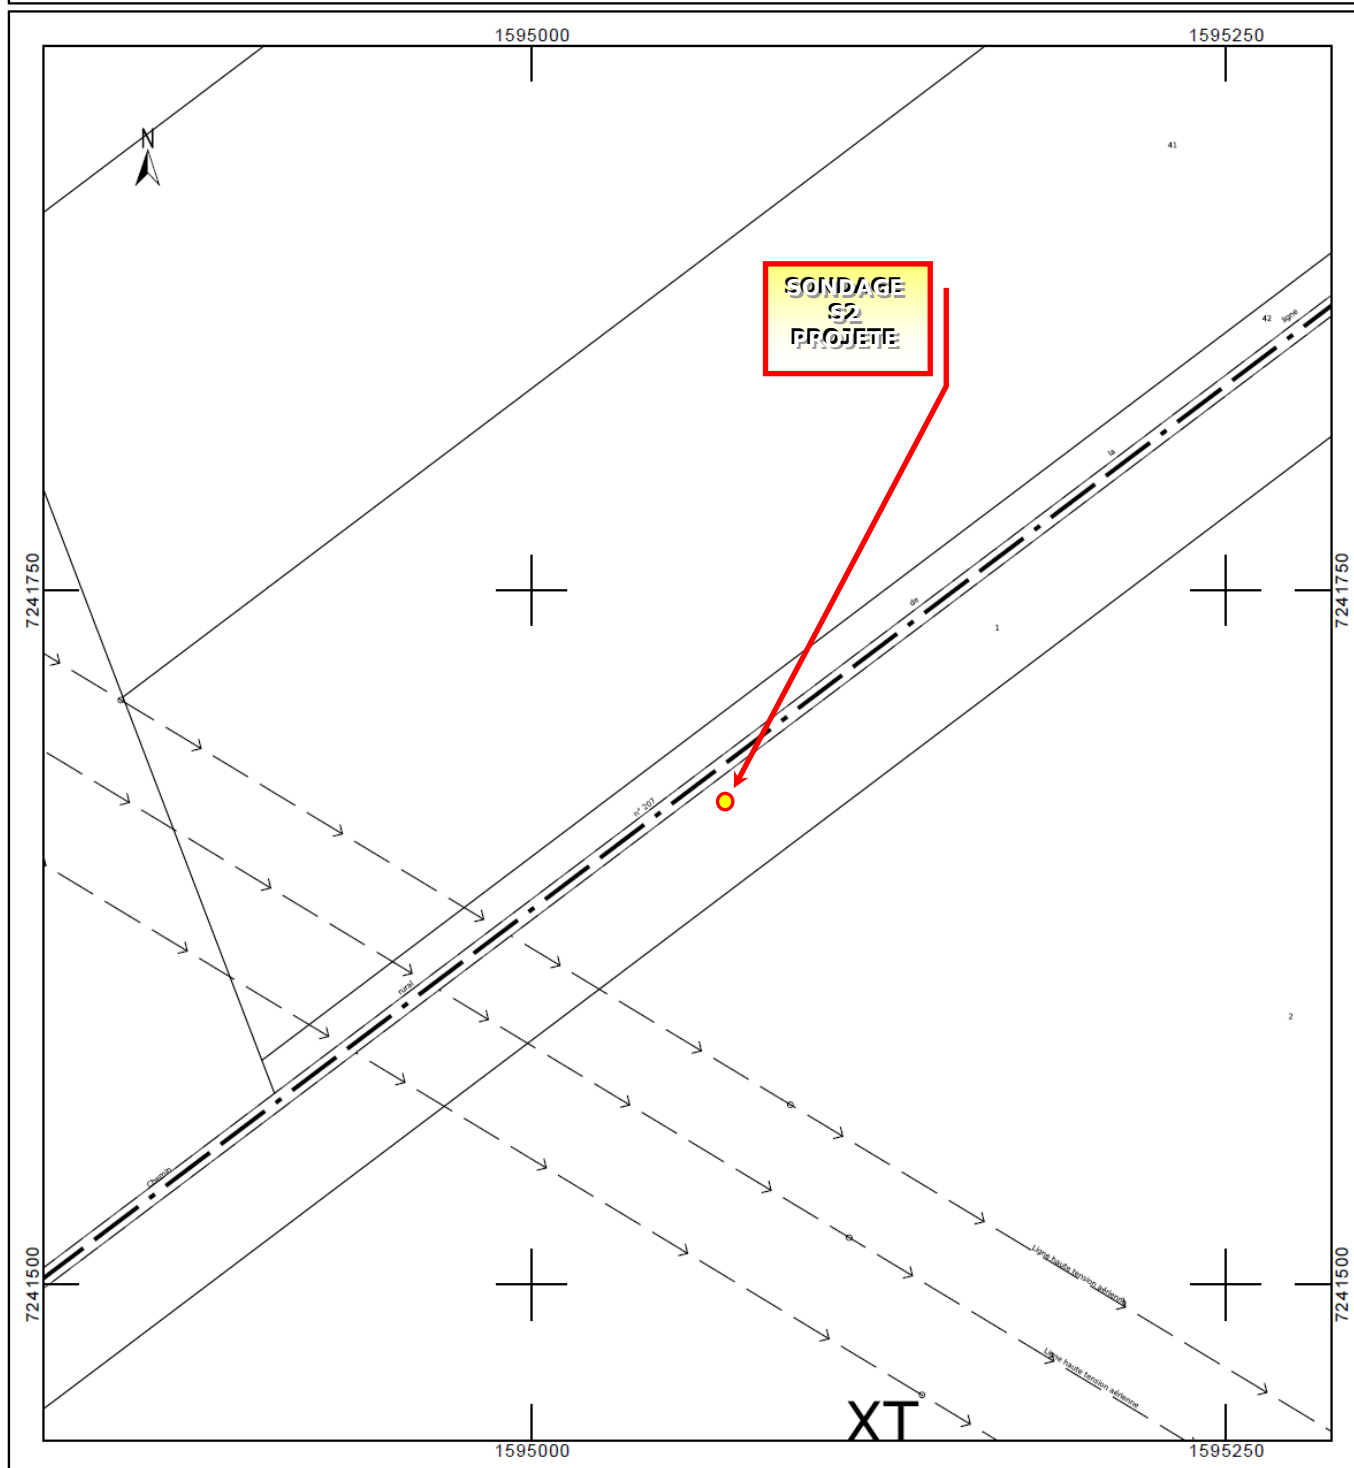 1595000
1595250
N
41
SONDAGE
S2
PROJETE
42
ligne
la
7241750
7241750
de
1
n° 207
rural
2
Chemin
7241500
7241500
Ligne haute tension aérienne
Ligne haute tension aérienne
XT
1595000
1595250